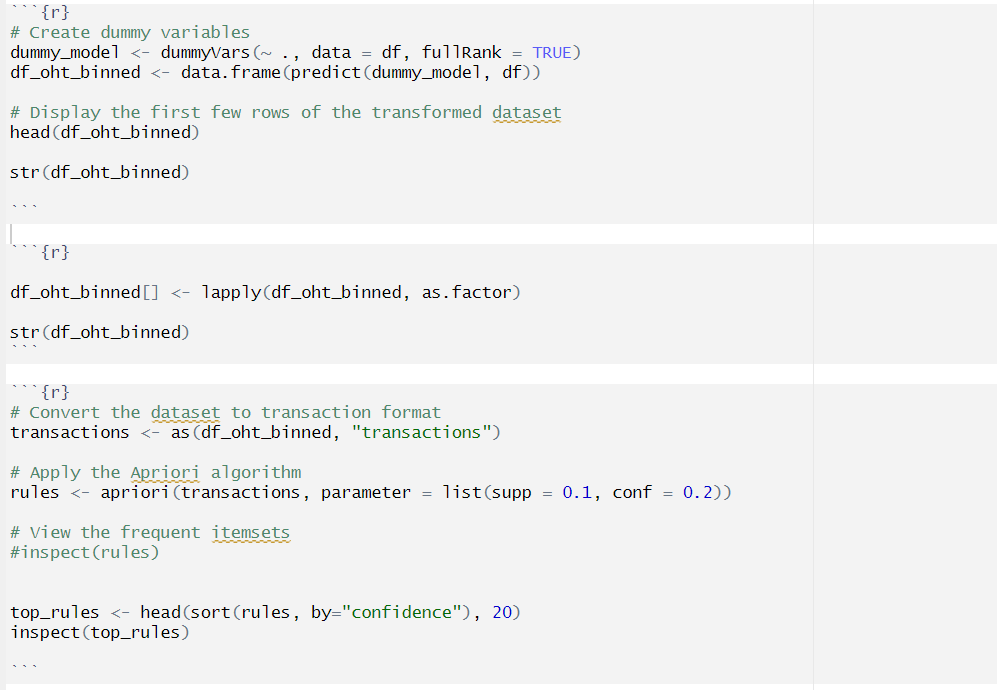 ```{r}
# Create dummy variables
dummy_model <- dummyVars(~ ., data = df, fullRank = TRUE)
df_oht_binned <- data.frame(predict(dummy_model, df))
# Display the first few rows of the transformed dataset
head(df_oht_binned)
str(df_oht_binned)
```
```{r}
df_oht_binned[] <- lapply(df_oht_binned, as.factor)
str(df_oht_binned)
```
```{r}
# Convert the dataset to transaction format
transactions <- as(df_oht_binned, "transactions")
# Apply the Apriori algorithm
rules <- apriori(transactions, parameter = list(supp = 0.1, conf = 0.2))
# View the frequent itemsets
#inspect(rules)
top_rules <- head(sort(rules, by="confidence"), 20)
inspect(top_rules)
```